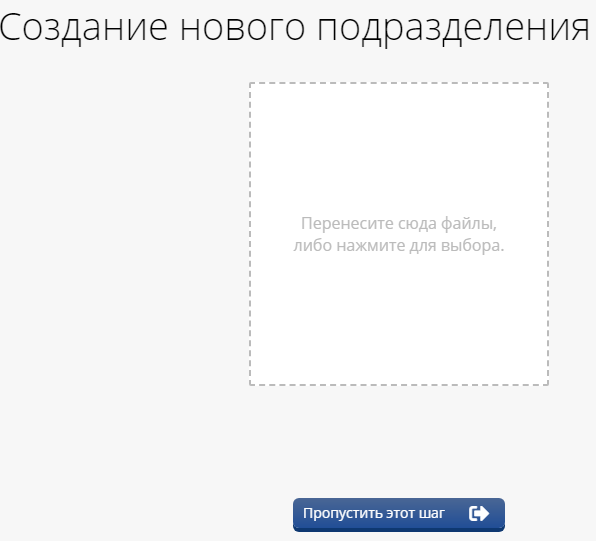 Создание нового подразделения
Перенесите сюда файлы,
либо нажмите для выбора.
Пропустить этот шаг